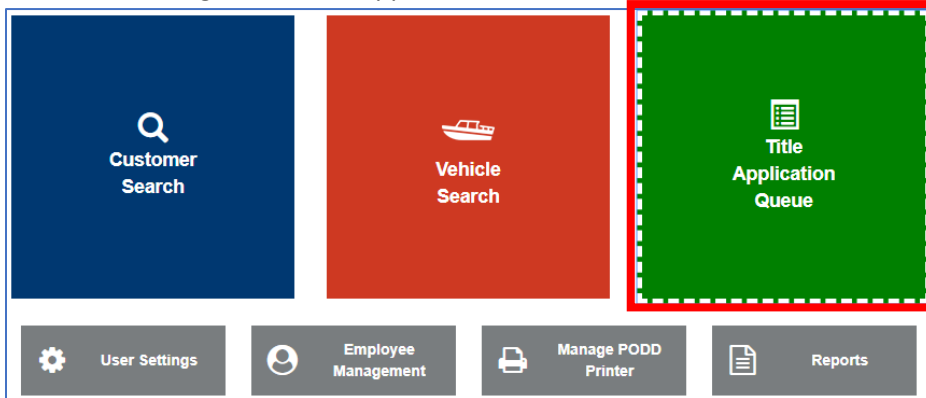 Customer
Search
Vehicle
Search
Title
Application
Queue
User Settings
Employee
Management
Manage PODD
Printer
Reports